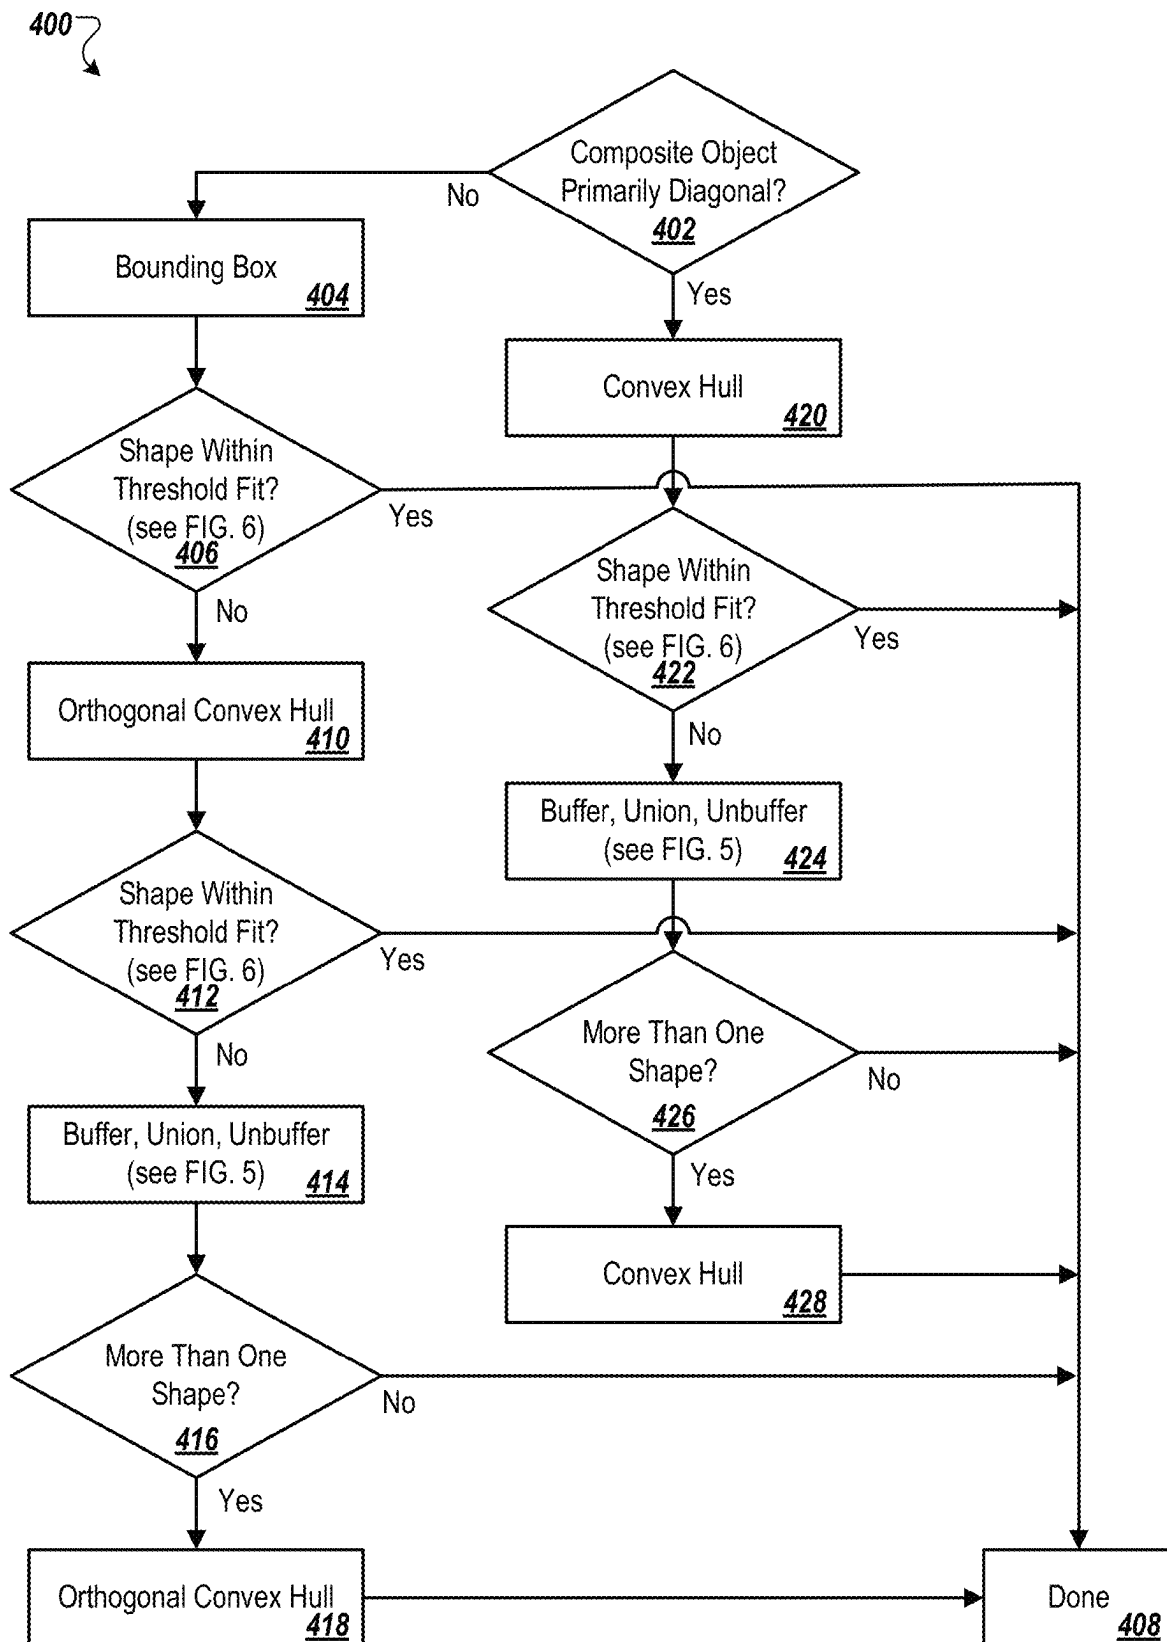 400
Composite Object
Primarily Diagonal?
402
No
Yes
Bounding Box
404
Convex Hull
420
Shape Within
Threshold Fit?
(see FIG. 6)
406
Yes
No
Shape Within
Threshold Fit?
(see FIG. 6)
422
Yes
No
Orthogonal Convex Hull
410
Buffer, Union, Unbuffer
(see FIG. 5)
424
Shape Within
Threshold Fit?
(see FIG. 6)
412
Yes
No
More Than One
Shape?
426
No
Yes
Buffer, Union, Unbuffer
(see FIG. 5)
414
Convex Hull
428
More Than One
Shape?
416
No
Yes
Orthogonal Convex Hull
418
Done
408